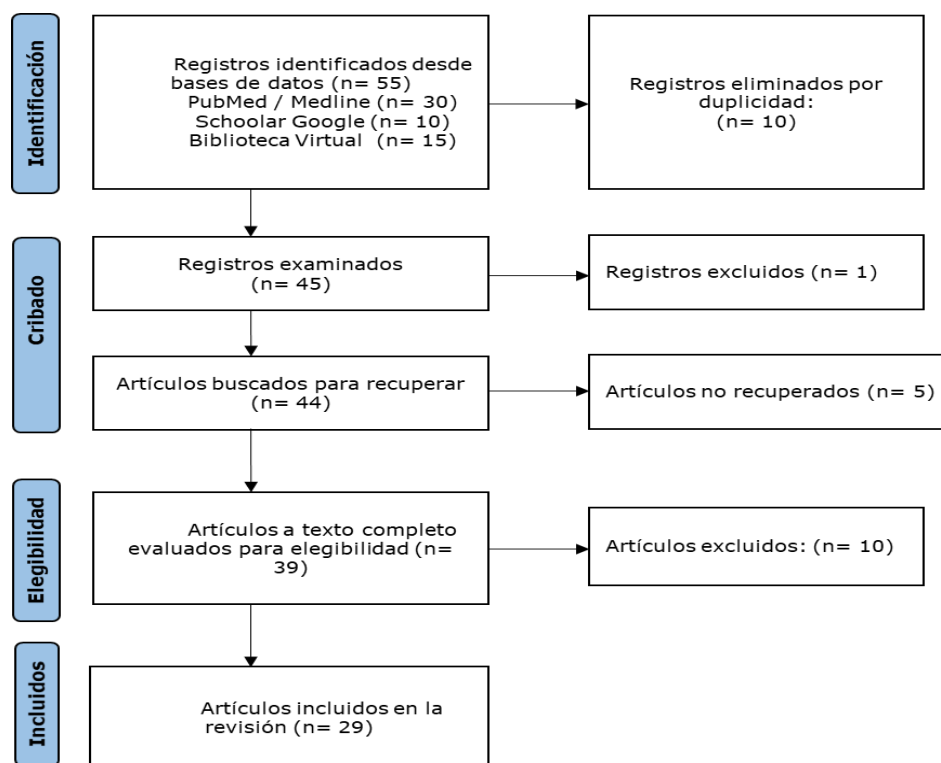 Identificación
Registros identificados desde
bases de datos (n= 55)
PubMed / Medline (n= 30)
Schoolar Google (n= 10)
Biblioteca Virtual (n= 15)
Registros eliminados por
duplicidad:
(n= 10)
Cribado
Registros examinados
(n= 45)
Registros excluidos (n= 1)
Artículos buscados para recuperar
(n= 44)
Artículos no recuperados (n= 5)
Elegibilidad
Artículos a texto completo
evaluados para elegibilidad (n=
39)
Artículos excluidos: (n= 10)
Incluidos
Artículos incluidos en la
revisión (n= 29)